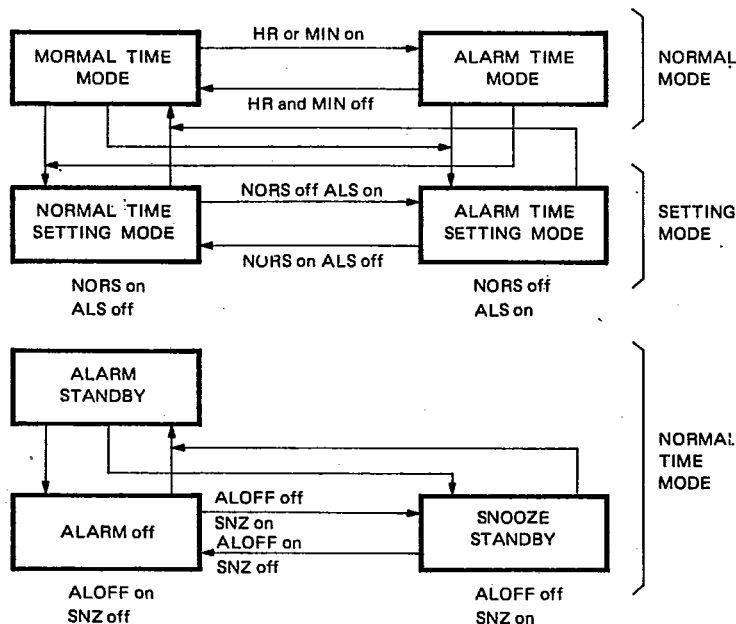 MORMAL TIME
MODE
HR or MIN on
ALARM TIME
MODE
NORMAL
MODE
HR and MIN off
NORMAL TIME
SETTING MODE
NORS off ALS on
ALARM TIME
SETTING MODE
SETTING
MODE
NORS on ALS off
NORS on
ALS off
NORS off
ALS on
ALARM
STANDBY
NORMAL
TIME
MODE
ALARM off
ALOFF off
SNZ on
ALOFF on
SNZ off
SNOOZE
STANDBY
ALOFF on
SNZ off
ALOFF off
SNZ on